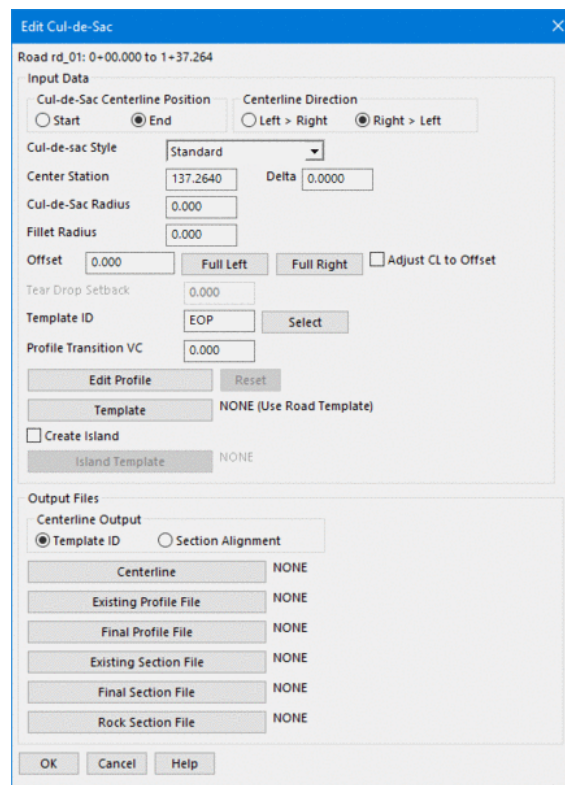 Edit Cul-de-Sac
Road rd_01: 0+00.000 to 1+37.264
Input Data
Cul-de-Sac Centerline Position
Start End
Centerline Direction
Left > Right Right > Left
Cul-de-sac Style Standard
Center Station 137.2640 Delta 0.0000
Cul-de-Sac Radius 0.000
Fillet Radius 0.000
Offset 0.000 Full Left Full Right Adjust CL to Offset
Tear Drop Setback 0.000
Template ID EOP Select
Profile Transition VC 0.000
Edit Profile Reset
Template NONE (Use Road Template)
Create Island
Island Template NONE
Output Files
Centerline Output
Template ID Section Alignment
Centerline NONE
Existing Profile File NONE
Final Profile File NONE
Existing Section File NONE
Final Section File NONE
Rock Section File NONE
OK Cancel Help